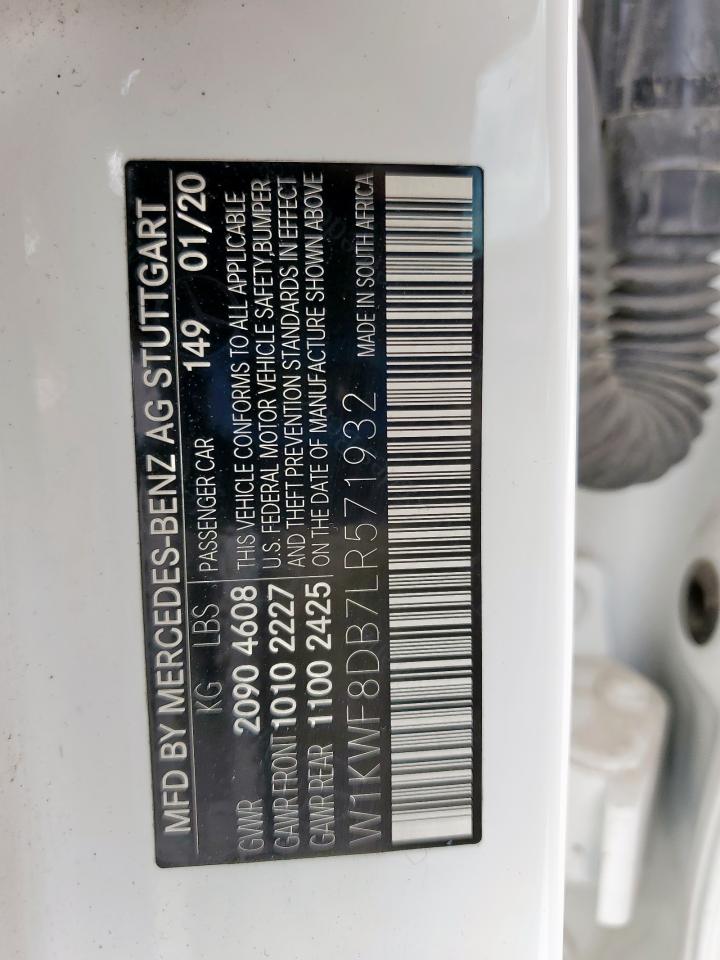 MFD BY MERCEDES-BENZ AG STUTTGART
KG LBS PASSENGER CAR 149 01/20
GVWR 2090 4608 THIS VEHICLE CONFORMS TO ALL APPLICABLE
GAWR FRONT 1010 2227 U.S. FEDERAL MOTOR VEHICLE SAFETY,BUMPER
GAWR REAR 1100 2425 AND THEFT PREVENTION STANDARDS IN EFFECT
ON THE DATE OF MANUFACTURE SHOWN ABOVE
W1KWF8DB7LR571932 MADE IN SOUTH AFRICA